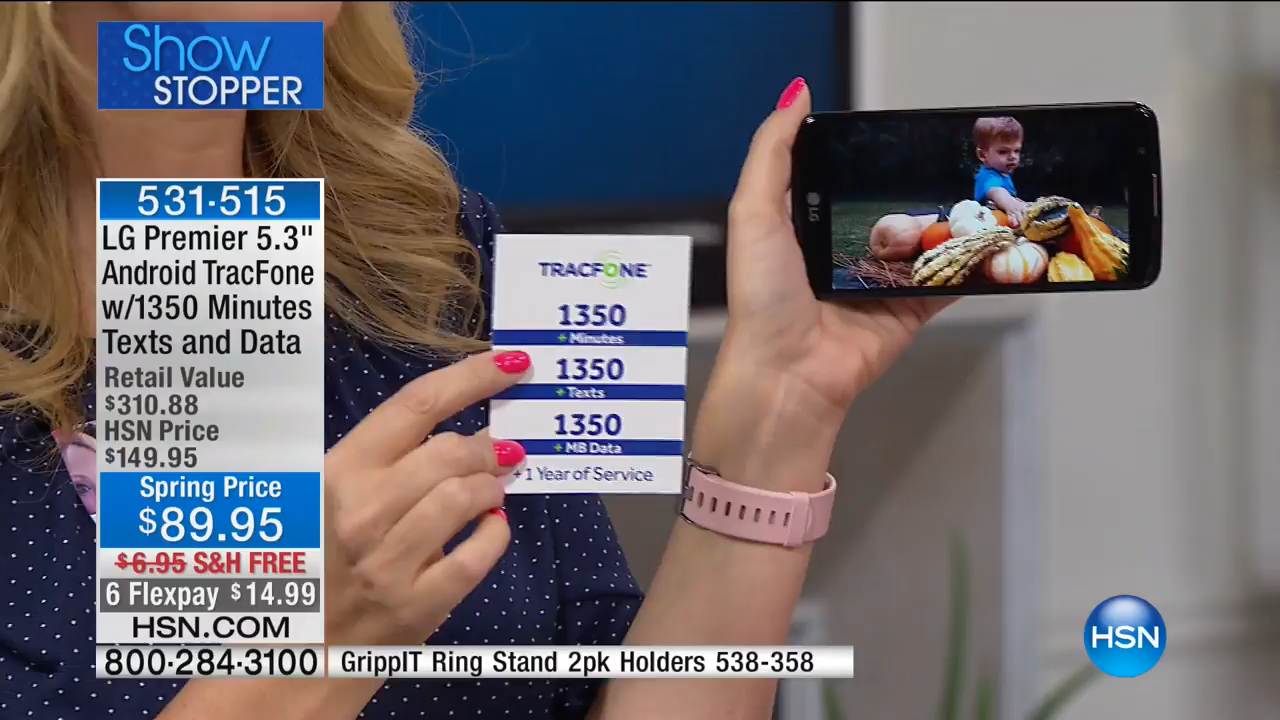 Show
STOPPER
531-515
LG Premier 5.3"
Android TracFone
w/1350 Minutes
Texts and Data
Retail Value
$310.88
HSN Price
$149.95
Spring Price
$89.95
$6.95 S&H FREE
6 Flexpay $14.99
HSN.COM
800-284-3100
GrippIT Ring Stand 2pk Holders 538-358
TRACFONE
1350
+ Minutes
1350
+ Texts
1350
+ MB Data
+1 Year of Service
LG
HSN